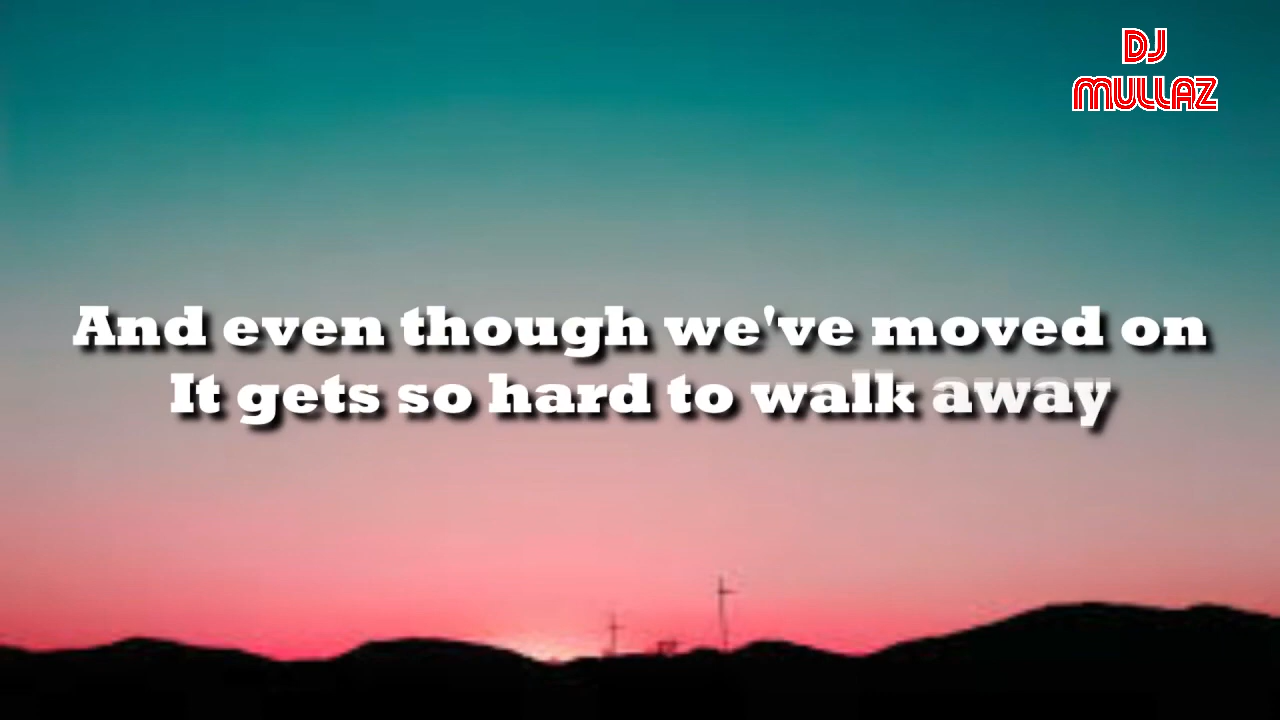 DJ
MULLAZ
And even though we've moved on
It gets so hard to walk away